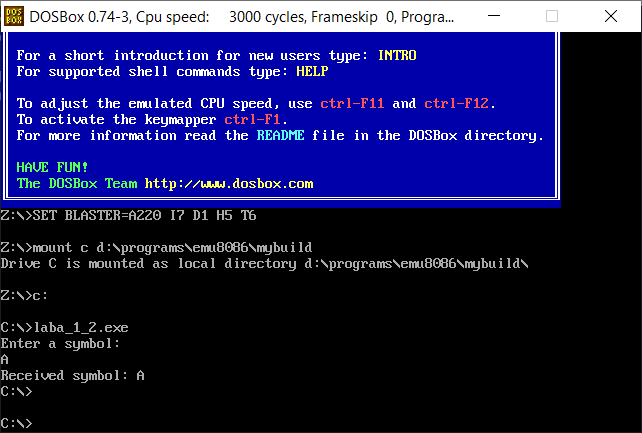 DOSBox 0.74-3, Cpu speed:    3000 cycles, Frameskip  0, Progra...
For a short introduction for new users type: INTRO
For supported shell commands type: HELP
To adjust the emulated CPU speed, use ctrl-F11 and ctrl-F12.
To activate the keymapper ctrl-F1.
For more information read the README file in the DOSBox directory.
HAVE FUN!
The DOSBox Team http://www.dosbox.com
Z:\>SET BLASTER=A220 I7 D1 H5 T6
Z:\>mount c d:\programs\emu8086\mybuild
Drive C is mounted as local directory d:\programs\emu8086\mybuild\
Z:\>c:
C:\>laba_1_2.exe
Enter a symbol:
A
Received symbol: A
C:\>
C:\>